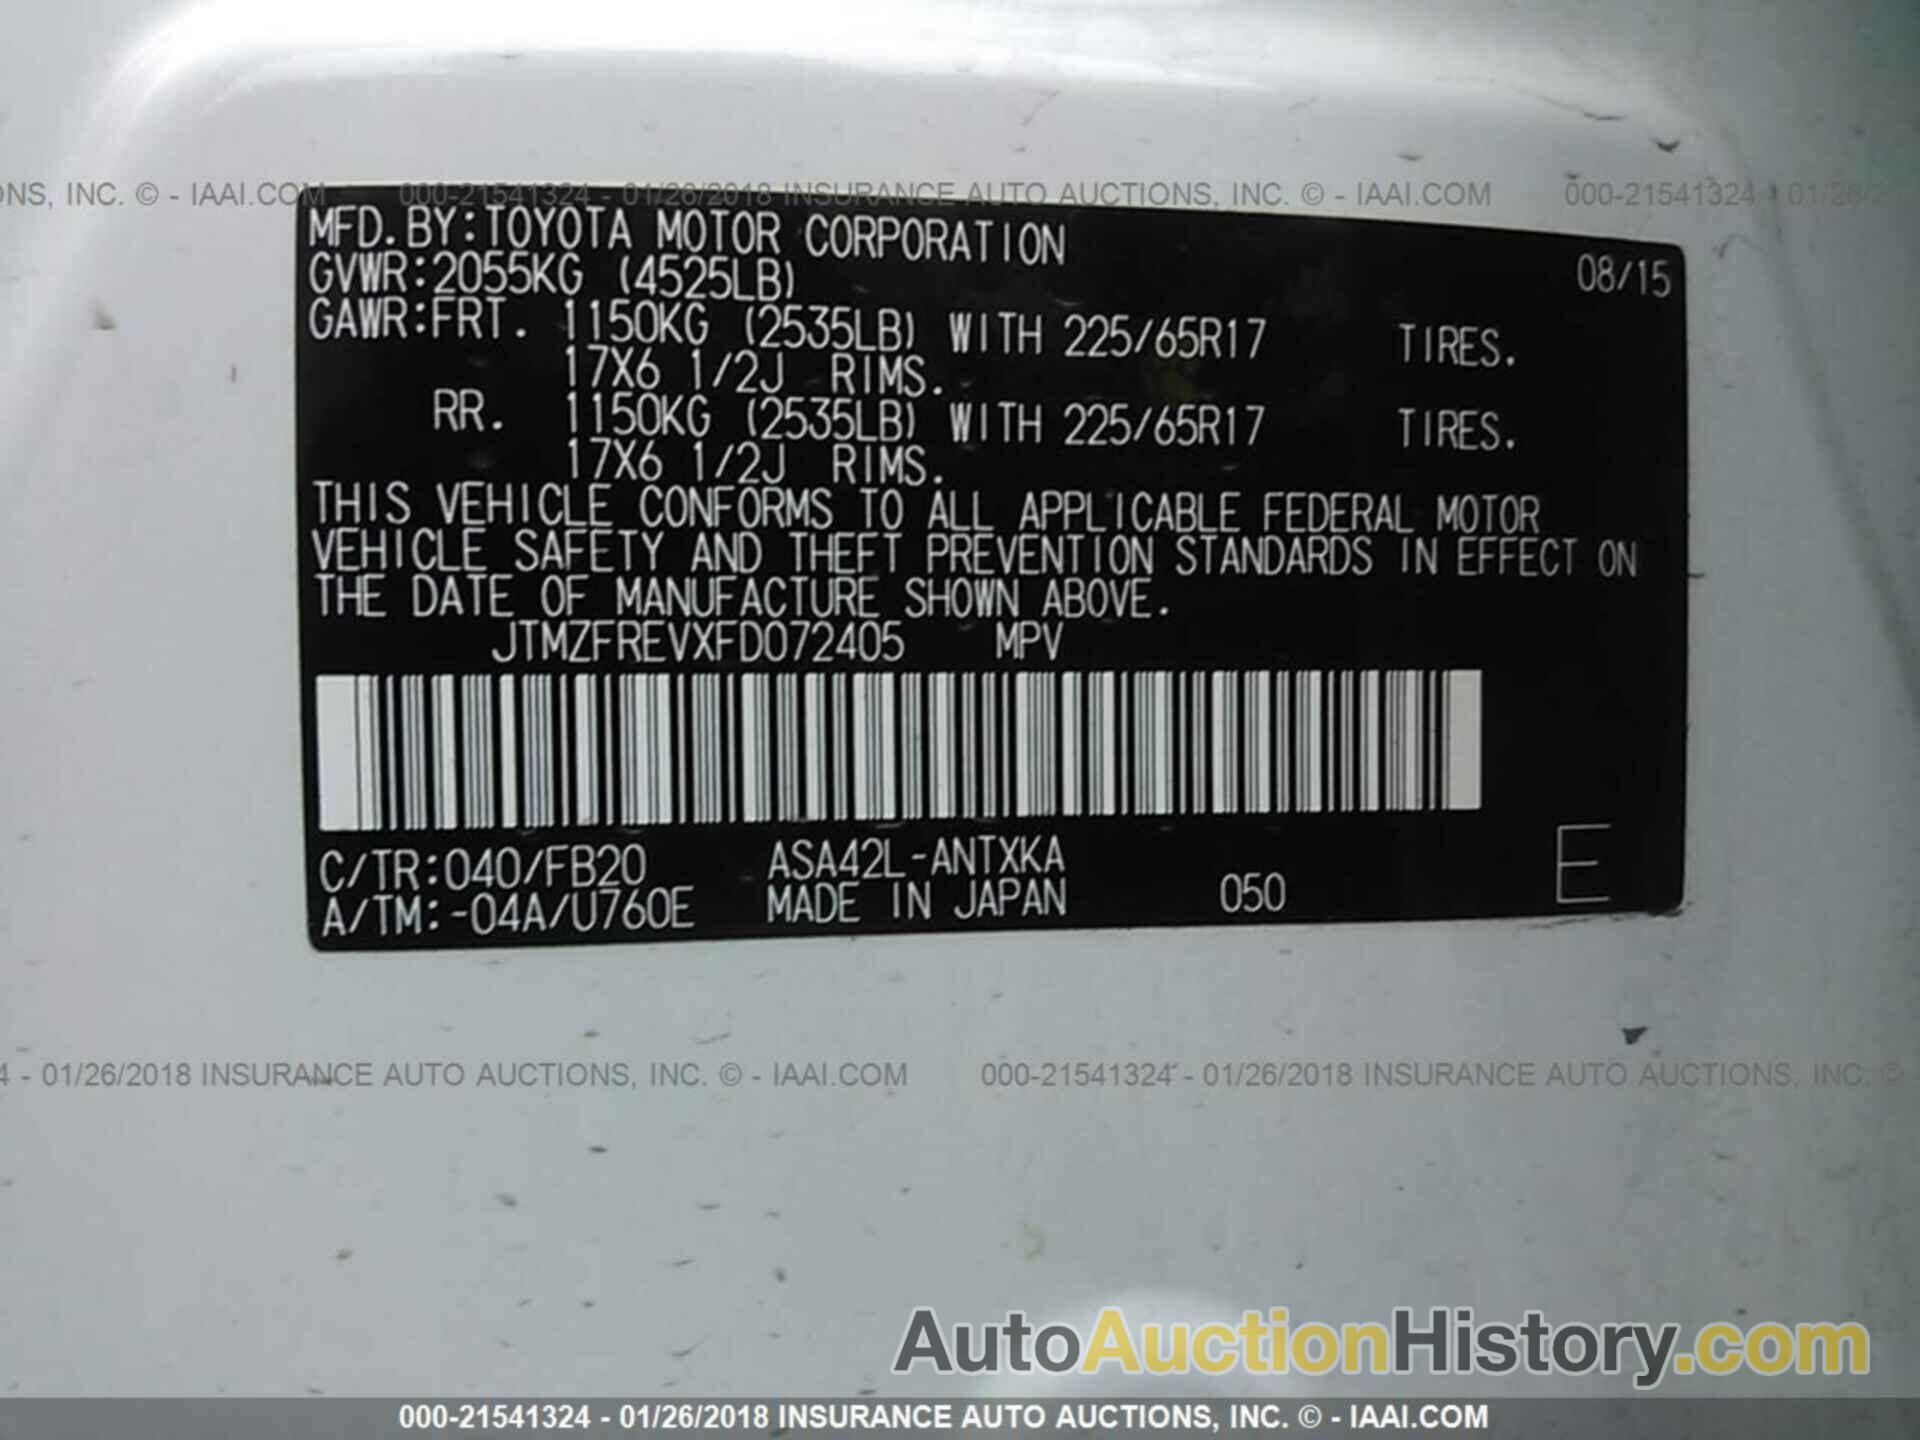 ONS, INC. © - IAAI.COM 000-21541324 - 01/26/2018 INSURANCE AUTO AUCTIONS, INC. © - IAAI.COM 000-21541324 - 01/26/2
MFD.BY:TOYOTA MOTOR CORPORATION 08/15
GVWR:2055KG (4525LB)
GAWR:FRT. 1150KG (2535LB) WITH 225/65R17 TIRES.
17X6 1/2J RIMS.
RR. 1150KG (2535LB) WITH 225/65R17 TIRES.
17X6 1/2J RIMS.
THIS VEHICLE CONFORMS TO ALL APPLICABLE FEDERAL MOTOR
VEHICLE SAFETY AND THEFT PREVENTION STANDARDS IN EFFECT ON
THE DATE OF MANUFACTURE SHOWN ABOVE.
JTMZFREVXFD072405 MPV
C/TR:040/FB20 ASA42L-ANTXKA
A/TM:-04A/U760E MADE IN JAPAN 050 E
4 - 01/26/2018 INSURANCE AUTO AUCTIONS, INC. © - IAAI.COM 000-21541324 - 01/26/2018 INSURANCE AUTO AUCTIONS, INC. ©
AutoAuctionHistory.com
000-21541324 - 01/26/2018 INSURANCE AUTO AUCTIONS, INC. © - IAAI.COM